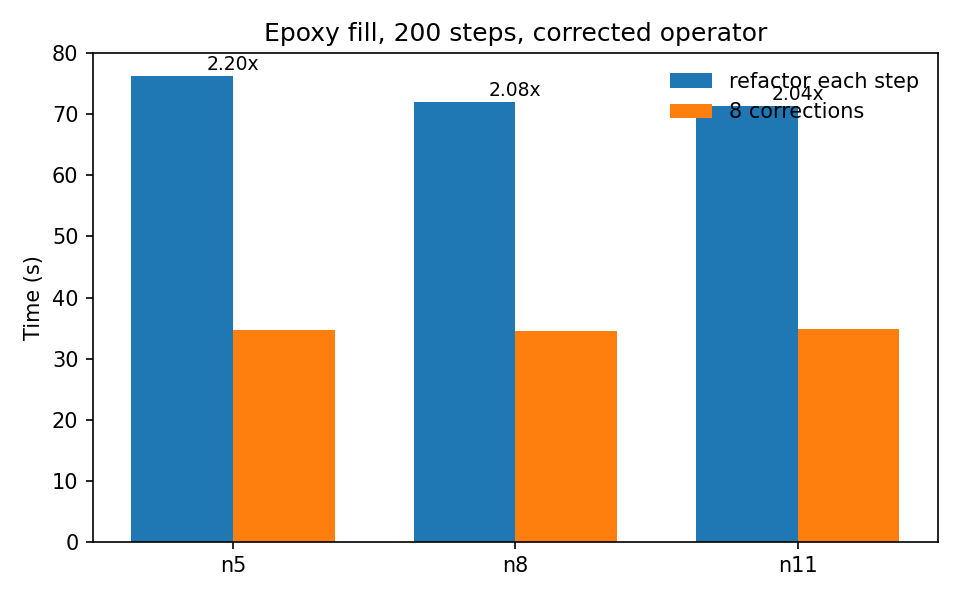 Epoxy fill, 200 steps, corrected operator
80
70
60
50
40
30
20
10
0
Time (s)
2.20x
2.08x
2.04x
refactor each step
8 corrections
n5
n8
n11